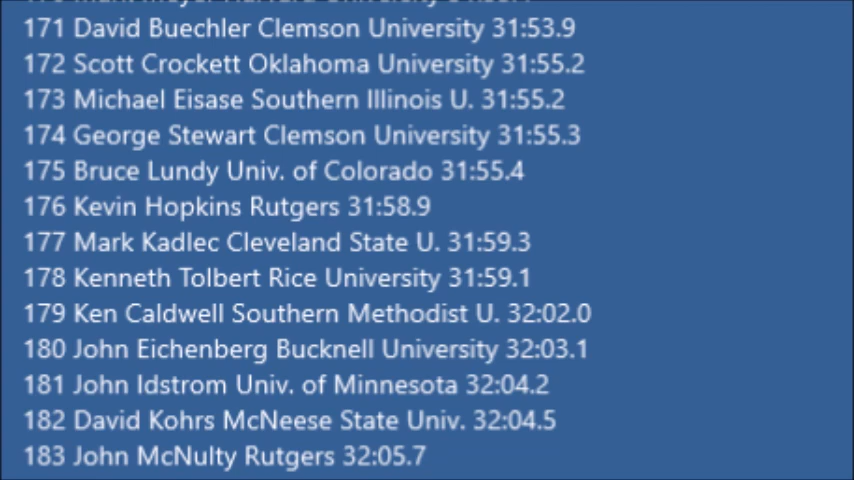 171 David Buechler Clemson University 31:53.9
172 Scott Crockett Oklahoma University 31:55.2
173 Michael Eisase Southern Illinois U. 31:55.2
174 George Stewart Clemson University 31:55.3
175 Bruce Lundy Univ. of Colorado 31:55.4
176 Kevin Hopkins Rutgers 31:58.9
177 Mark Kadlec Cleveland State U. 31:59.3
178 Kenneth Tolbert Rice University 31:59.1
179 Ken Caldwell Southern Methodist U. 32:02.0
180 John Eichenberg Bucknell University 32:03.1
181 John Idstrom Univ. of Minnesota 32:04.2
182 David Kohrs McNeese State Univ. 32:04.5
183 John McNulty Rutgers 32:05.7